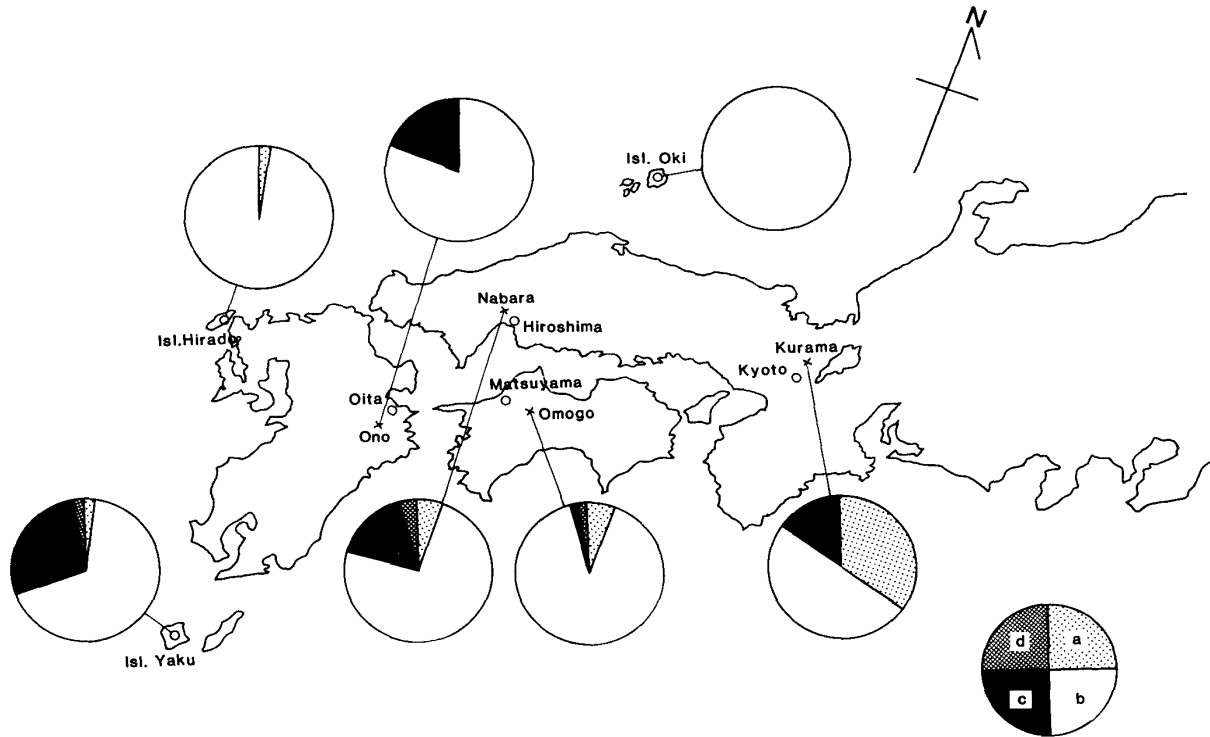 N
Isl. Oki
Nabara
Hiroshima
Isl.Hirado
Kurama
Kyoto
Matsuyama
Oita
Omogo
Ono
d
a
Isl. Yaku
c
b